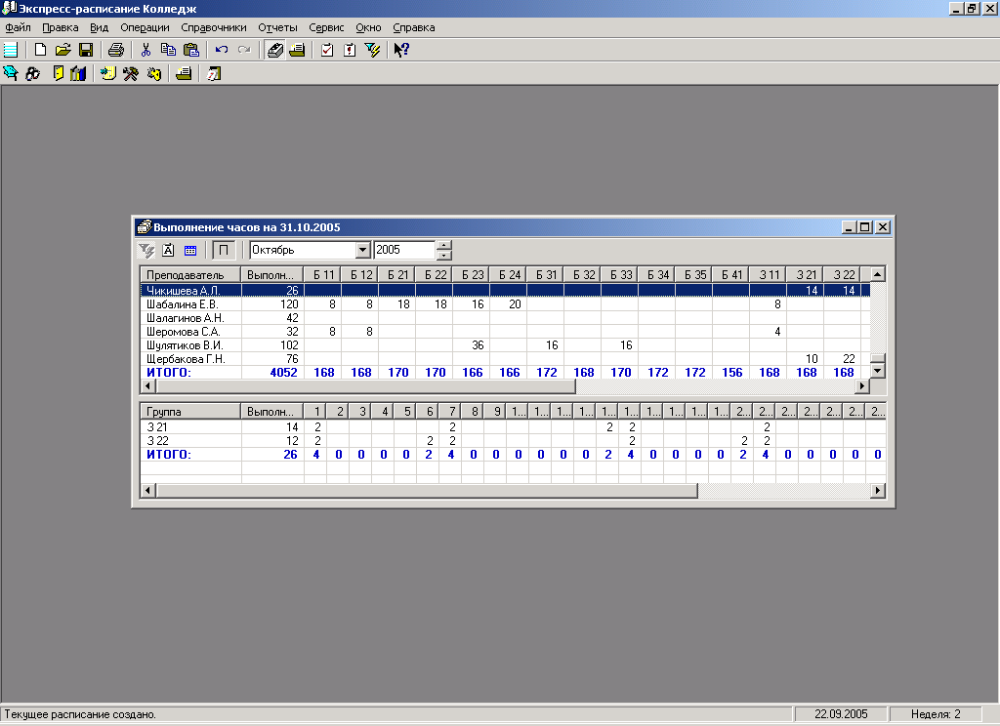 Экспресс-расписание Колледж
Файл Правка Вид Операции Справочники Отчеты Сервис Окно Справка
Выполнение часов на 31.10.2005
П Октябрь 2005
Преподаватель Выполн... Б 11 Б 12 Б 21 Б 22 Б 23 Б 24 Б 31 Б 32 Б 33 Б 34 Б 35 Б 41 З 11 З 21 З 22
Чикишева А.Л. 26 14 14
Шабалина Е.В. 120 8 8 18 18 16 20 8
Шалагинов А.Н. 42
Шеромова С.А. 32 8 8 4
Шулятиков В.И. 102 36 16 16
Щербакова Г.Н. 76 10 22
ИТОГО: 4052 168 168 170 170 166 166 172 168 170 172 172 156 168 168 168
Группа Выполн... 1 2 3 4 5 6 7 8 9 1... 1... 1... 1... 1... 1... 1... 1... 1... 1... 2... 2... 2... 2... 2... 2...
З 21 14 2 2 2 2 2
З 22 12 2 2 2 2 2 2
ИТОГО: 26 4 0 0 0 0 2 4 0 0 0 0 0 0 2 4 0 0 0 0 2 4 0 0 0 0 0
Текущее расписание создано. 22.09.2005 Неделя: 2